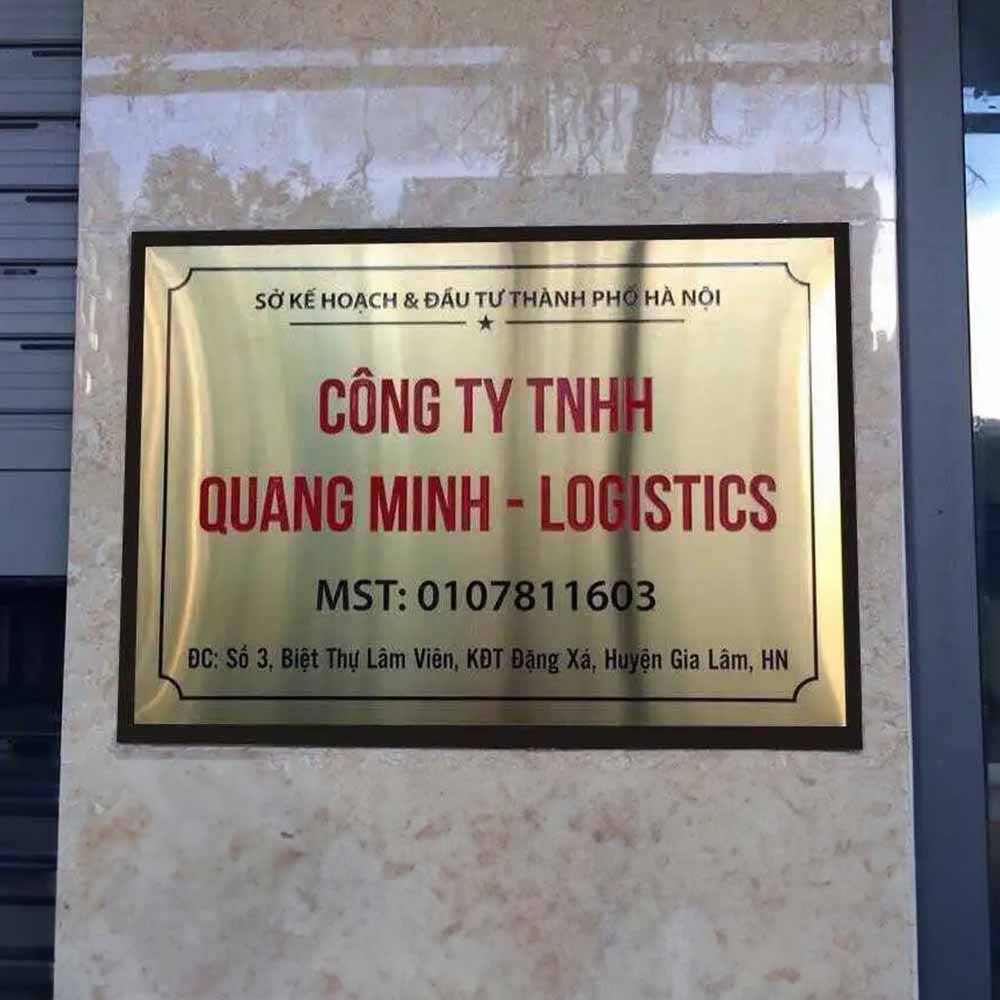 SỞ KẾ HOẠCH & ĐẦU TƯ THÀNH PHỐ HÀ NỘI
CÔNG TY TNHH
QUANG MINH - LOGISTICS
MST: 0107811603
ĐC: Số 3, Biệt Thự Lâm Viên, KĐT Đặng Xá, Huyện Gia Lâm, HN